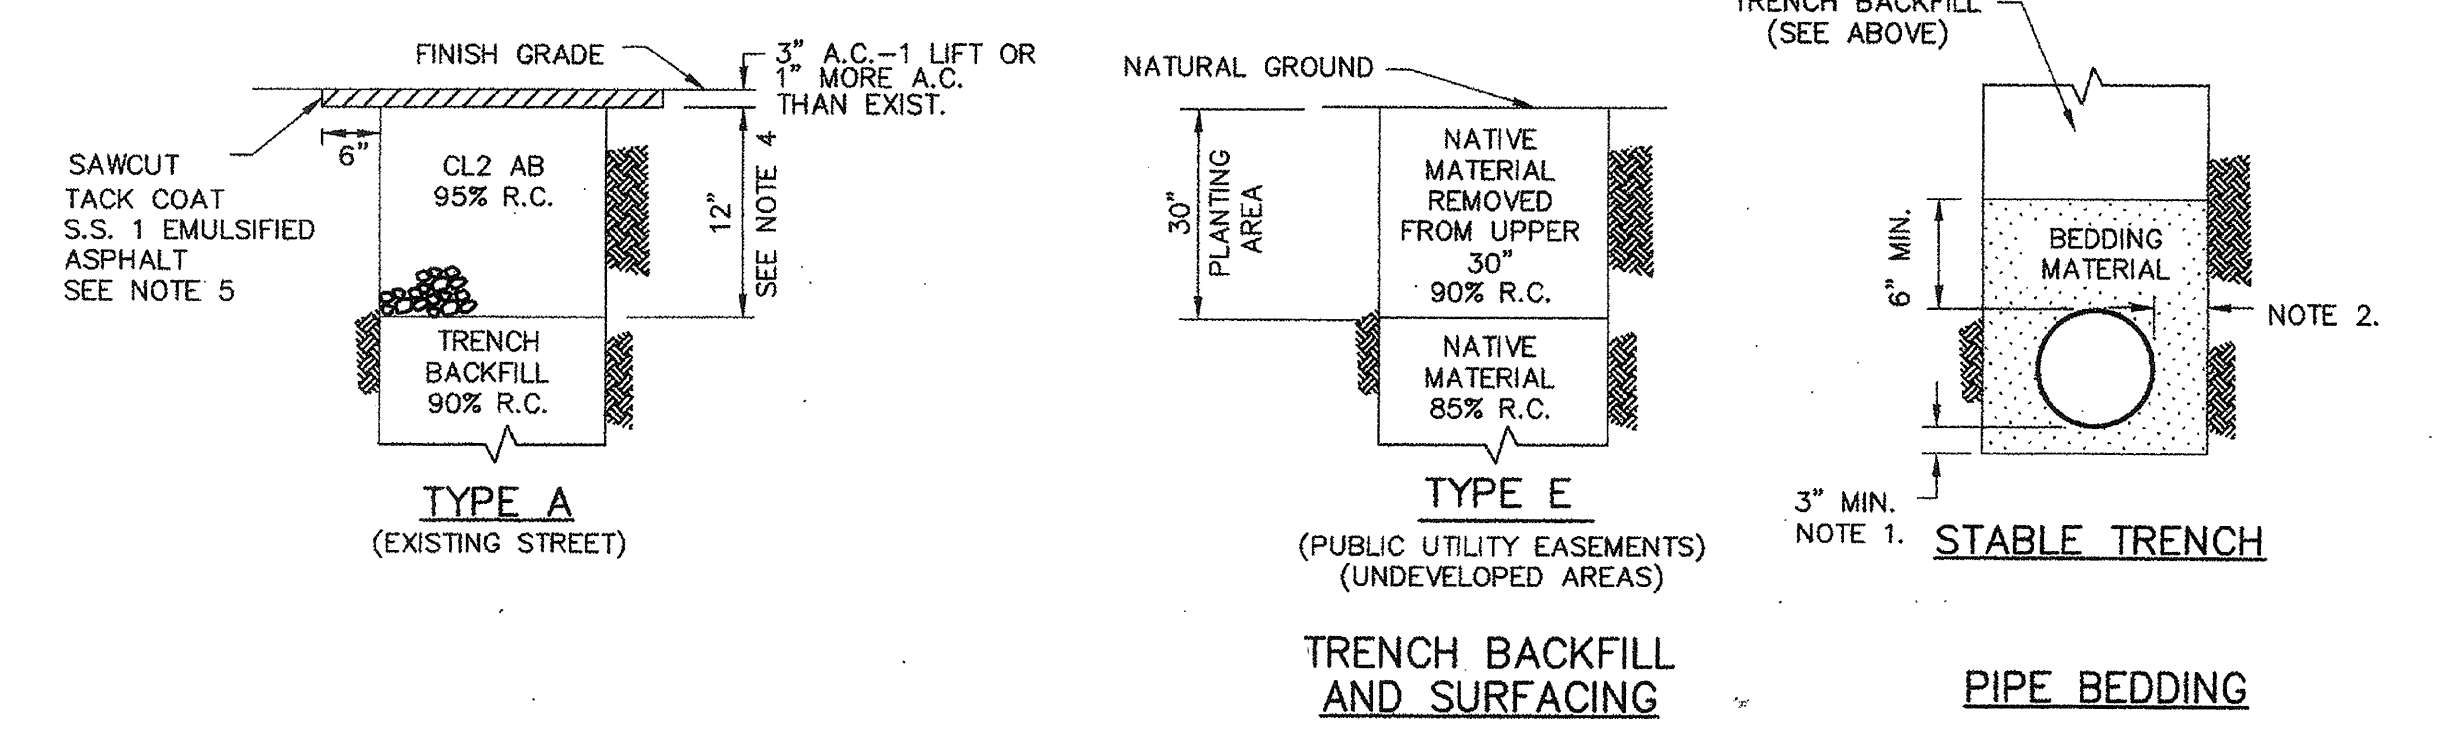 FINISH GRADE
3" A.C.-1 LIFT OR
1" MORE A.C.
THAN EXIST.
6"
SAWCUT
TACK COAT
S.S. 1 EMULSIFIED
ASPHALT
SEE NOTE 5
CL2 AB
95% R.C.
12"
SEE NOTE 4
TRENCH
BACKFILL
90% R.C.
TYPE A
(EXISTING STREET)
NATURAL GROUND
30"
PLANTING
AREA
NATIVE
MATERIAL
REMOVED
FROM UPPER
30"
90% R.C.
NATIVE
MATERIAL
85% R.C.
TYPE E
(PUBLIC UTILITY EASEMENTS)
(UNDEVELOPED AREAS)
TRENCH BACKFILL
AND SURFACING
TRENCH BACKFILL
(SEE ABOVE)
6" MIN.
BEDDING
MATERIAL
NOTE 2.
3" MIN.
NOTE 1.
STABLE TRENCH
PIPE BEDDING